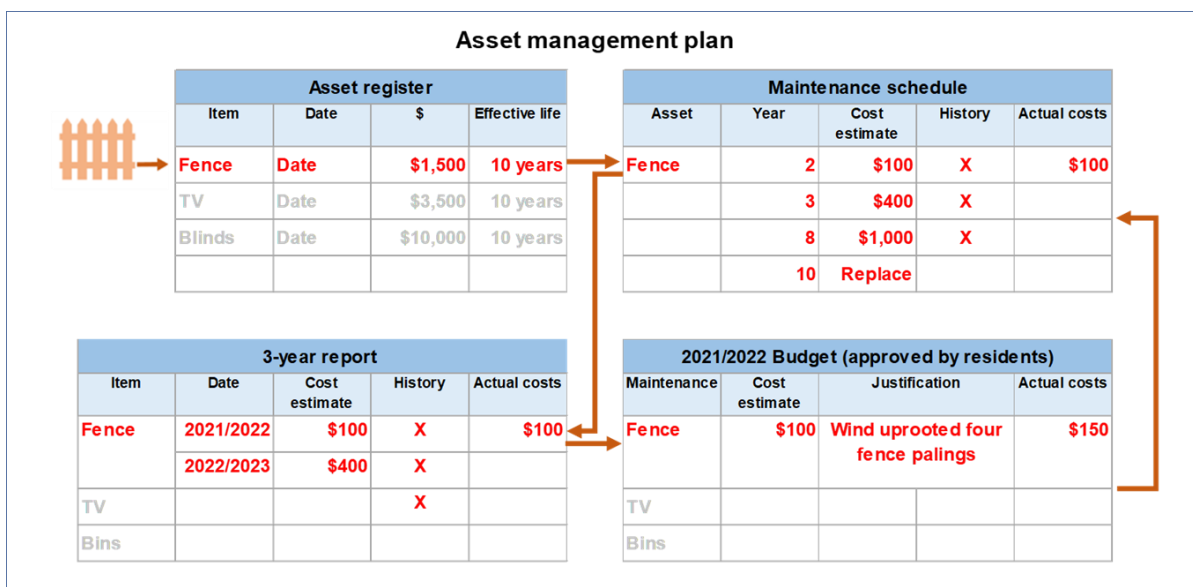 Asset management plan
Asset register
Item Date $ Effective life
Fence Date $1,500 10 years
TV Date $3,500 10 years
Blinds Date $10,000 10 years
Maintenance schedule
Asset Year Cost estimate History Actual costs
Fence 2 $100 X $100
3 $400 X
8 $1,000 X
10 Replace
3-year report
Item Date Cost estimate History Actual costs
Fence 2021/2022 $100 X $100
2022/2023 $400 X
TV X
Bins
2021/2022 Budget (approved by residents)
Maintenance Cost estimate Justification Actual costs
Fence $100 Wind uprooted four fence palings $150
TV
Bins